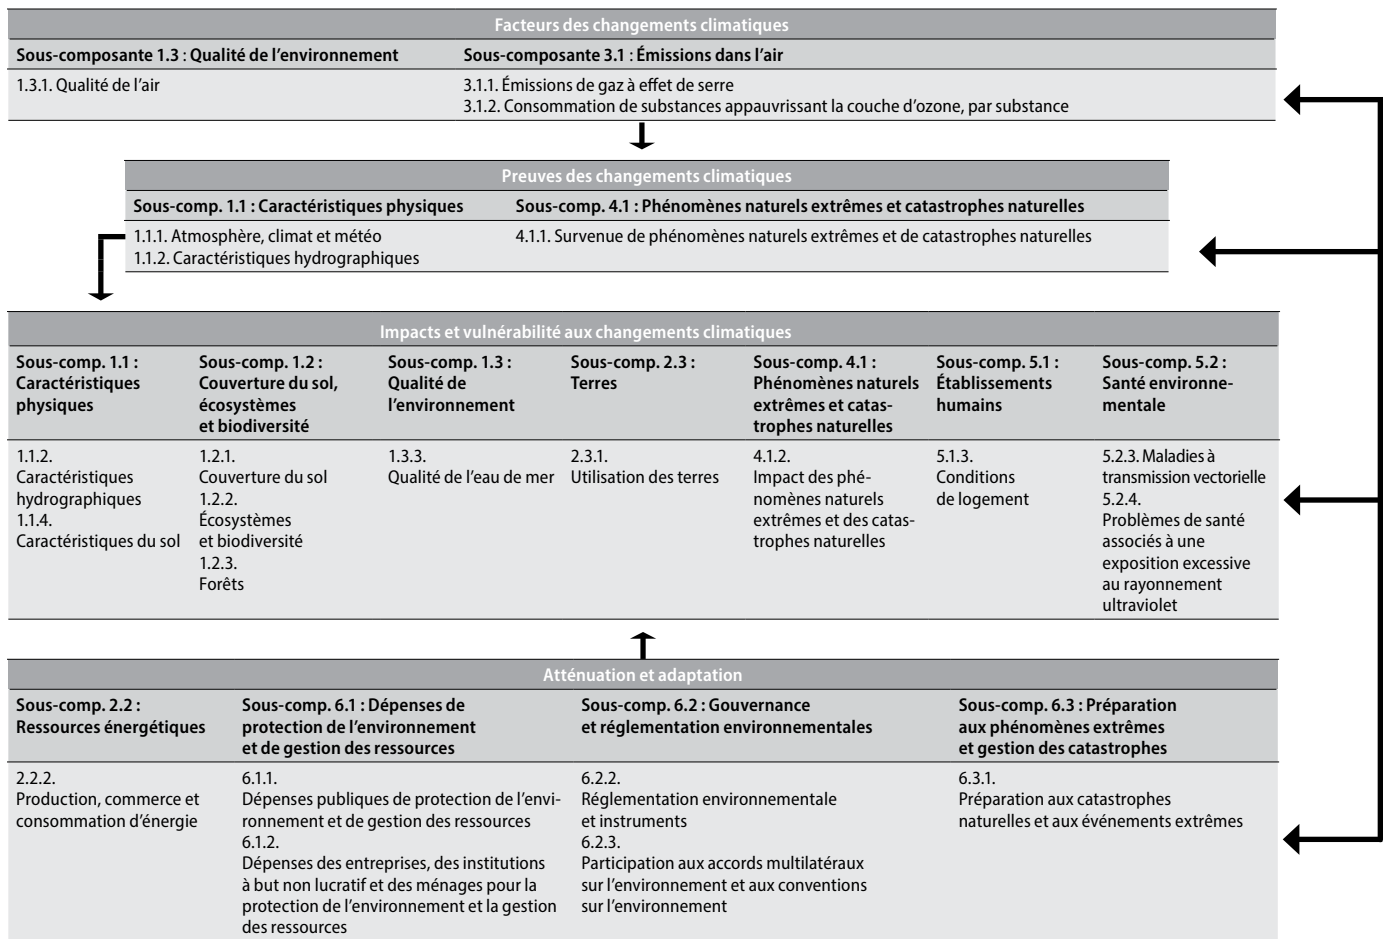 Facteurs des changements climatiques
Sous-composante 1.3 : Qualité de l'environnement
Sous-composante 3.1 : Émissions dans l'air
1.3.1. Qualité de l'air
3.1.1. Émissions de gaz à effet de serre
3.1.2. Consommation de substances appauvrissant la couche d'ozone, par substance
Preuves des changements climatiques
Sous-comp. 1.1 : Caractéristiques physiques
Sous-comp. 4.1 : Phénomènes naturels extrêmes et catastrophes naturelles
1.1.1. Atmosphère, climat et météo
1.1.2. Caractéristiques hydrographiques
4.1.1. Survenue de phénomènes naturels extrêmes et de catastrophes naturelles
Impacts et vulnérabilité aux changements climatiques
Sous-comp. 1.1 :
Caractéristiques
physiques
Sous-comp. 1.2 :
Couverture du sol,
écosystèmes
et biodiversité
Sous-comp. 1.3 :
Qualité de
l'environnement
Sous-comp. 2.3 :
Terres
Sous-comp. 4.1 :
Phénomènes naturels
extrêmes et catas-
trophes naturelles
Sous-comp. 5.1 :
Établissements
humains
Sous-comp. 5.2 :
Santé environne-
mentale
1.1.2.
Caractéristiques
hydrographiques
1.1.4.
Caractéristiques du sol
1.2.1.
Couverture du sol
1.2.2.
Écosystèmes
et biodiversité
1.2.3.
Forêts
1.3.3.
Qualité de l'eau de mer
2.3.1.
Utilisation des terres
4.1.2.
Impact des phé-
nomènes naturels
extrêmes et des catas-
trophes naturelles
5.1.3.
Conditions
de logement
5.2.3. Maladies à
transmission vectorielle
5.2.4.
Problèmes de santé
associés à une
exposition excessive
au rayonnement
ultraviolet
Atténuation et adaptation
Sous-comp. 2.2 :
Ressources énergétiques
Sous-comp. 6.1 : Dépenses de
protection de l'environnement
et de gestion des ressources
Sous-comp. 6.2 : Gouvernance
et réglementation environnementales
Sous-comp. 6.3 : Préparation
aux phénomènes extrêmes
et gestion des catastrophes
2.2.2.
Production, commerce et
consommation d'énergie
6.1.1.
Dépenses publiques de protection de l'envi-
ronnement et de gestion des ressources
6.1.2.
Dépenses des entreprises, des institutions
à but non lucratif et des ménages pour la
protection de l'environnement et la gestion
des ressources
6.2.2.
Réglementation environnementale
et instruments
6.2.3.
Participation aux accords multilatéraux
sur l'environnement et aux conventions
sur l'environnement
6.3.1.
Préparation aux catastrophes
naturelles et aux événements extrêmes